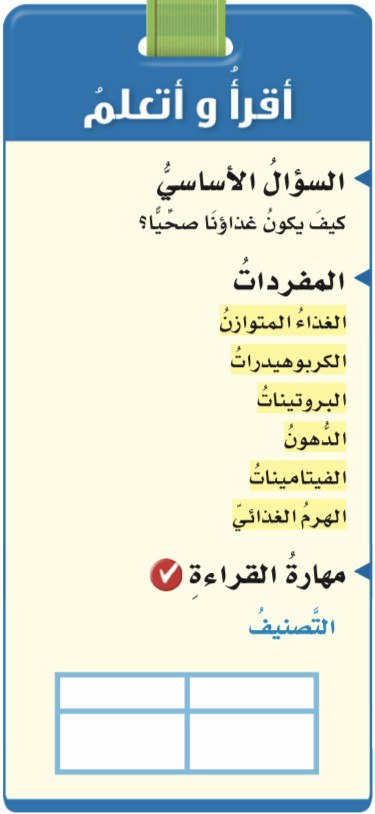 أقرأُ و أتعلمُ
السؤالُ الأساسيُّ
كيفَ يكونُ غذاؤنَا صحِّيًّا؟
المفرداتُ
الغذاءُ المتوازنُ
الكربوهيدراتُ
البروتيناتُ
الدُّهونُ
الفيتاميناتُ
الهرمُ الغذائيّ
مهارةُ القراءةِ
التَّصنيفُ